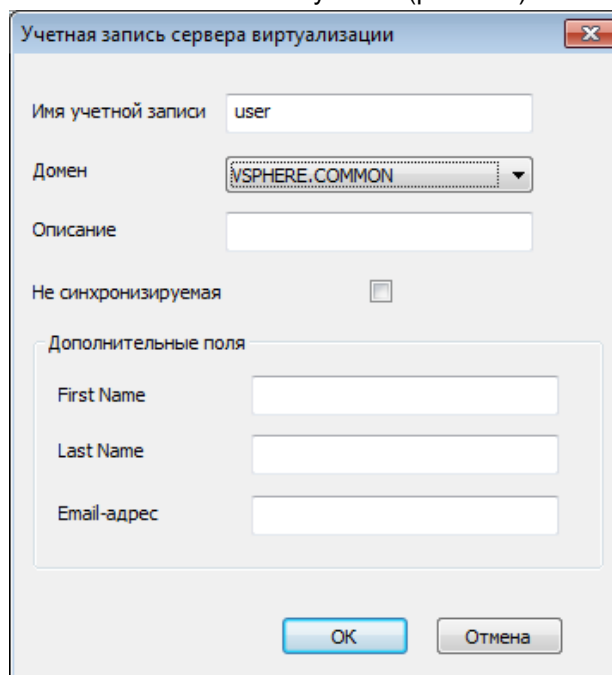 Учетная запись сервера виртуализации
Имя учетной записи user
Домен VSPHERE.COMMON
Описание
Не синхронизируемая
Дополнительные поля
First Name
Last Name
Email-адрес
OK Отмена